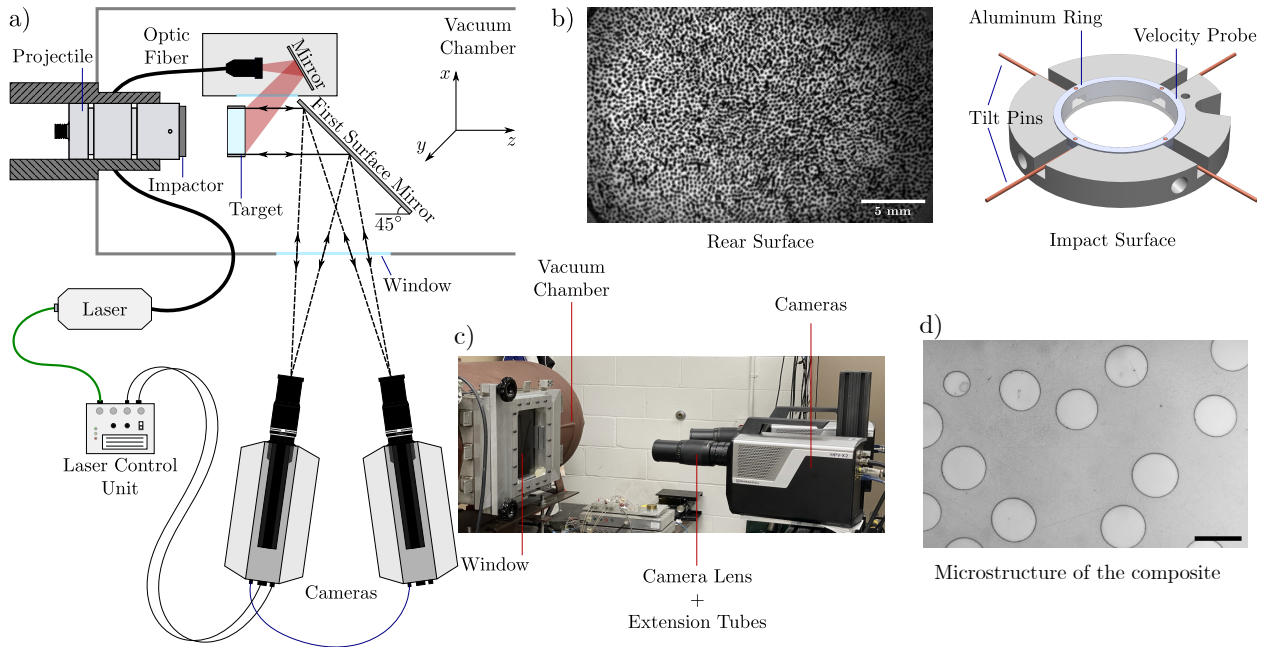 a)
Projectile
Optic
Fiber
Mirror
Vacuum
Chamber
x
y
z
First Surface Mirror
Impactor
Target
45°
Window
Laser
Laser Control
Unit
Cameras
b)
5 mm
Rear Surface
Aluminum Ring
Velocity Probe
Tilt Pins
Impact Surface
c)
Vacuum
Chamber
Cameras
HPV-X2
Window
Camera Lens
+
Extension Tubes
d)
Microstructure of the composite